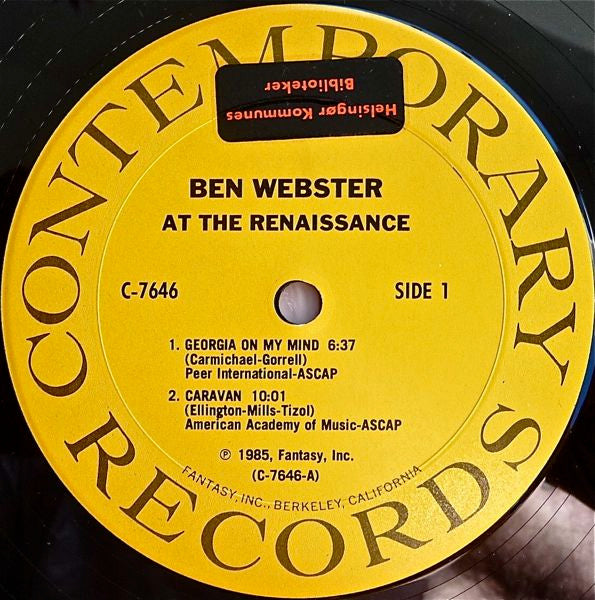 CONTEMPORARY RECORDS
Helsingør Kommunes
Biblioteker
BEN WEBSTER
AT THE RENAISSANCE
C-7646
SIDE 1
1. GEORGIA ON MY MIND 6:37
(Carmichael-Gorrell)
Peer International-ASCAP
2. CARAVAN 10:01
(Ellington-Mills-Tizol)
American Academy of Music-ASCAP
℗ 1985, Fantasy, Inc.
(C-7646-A)
FANTASY, INC., BERKELEY, CALIFORNIA